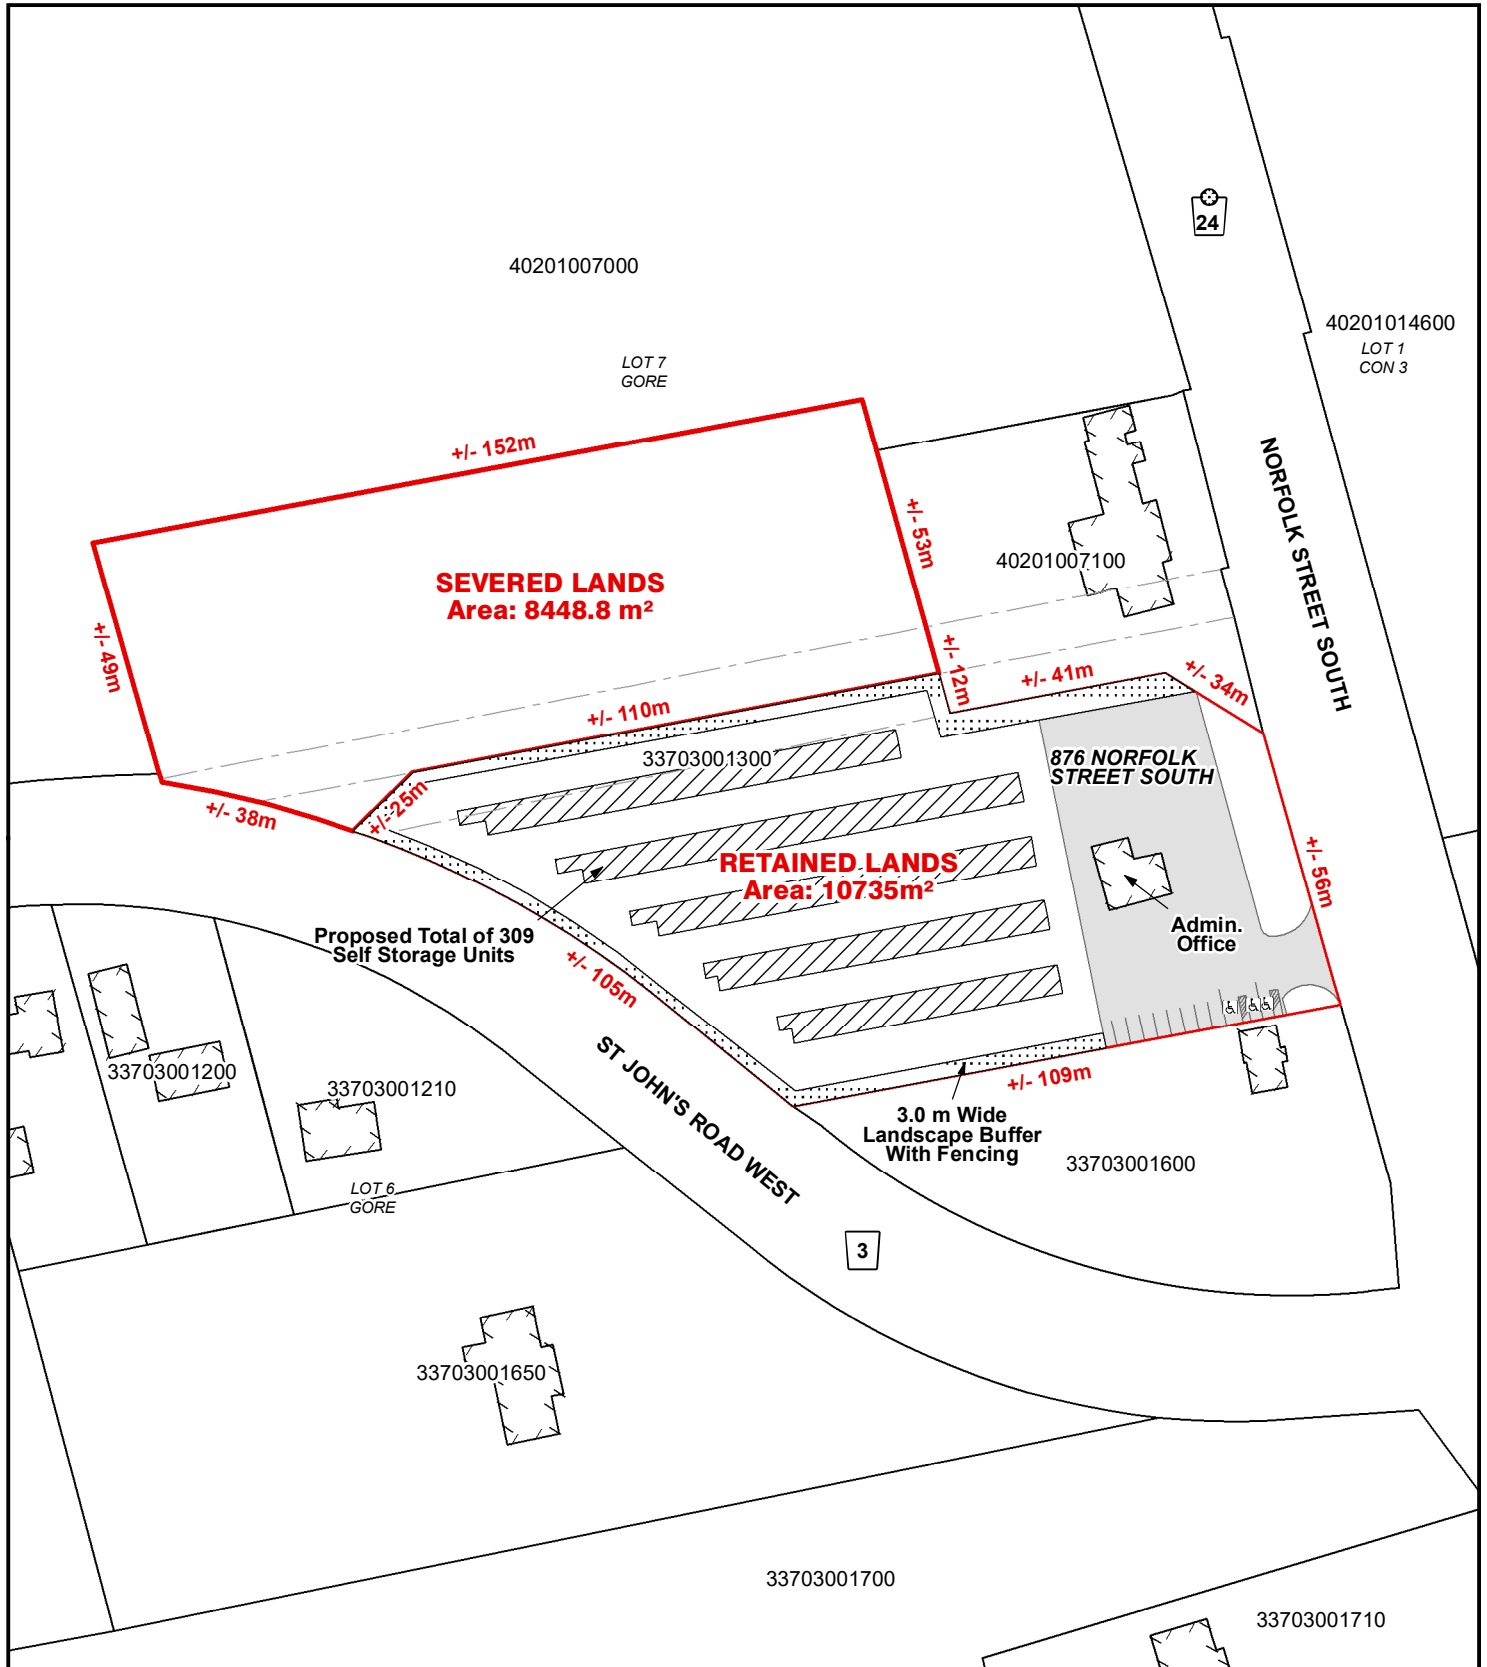 24
40201007000
40201014600
LOT 1
CON 3
LOT 7
GORE
+/- 152m
NORFOLK STREET SOUTH
+/- 53m
40201007100
SEVERED LANDS
Area: 8448.8 m²
+/- 49m
+/- 12m
+/- 41m
+/- 34m
+/- 110m
33703001300
876 NORFOLK
STREET SOUTH
+/- 38m
+/- 25m
RETAINED LANDS
Area: 10735m²
+/- 56m
Proposed Total of 309
Self Storage Units
Admin.
Office
+/- 105m
33703001200
33703001210
ST JOHN'S ROAD WEST
+/- 109m
3.0 m Wide
Landscape Buffer
With Fencing
33703001600
LOT 6
GORE
3
33703001650
33703001700
33703001710